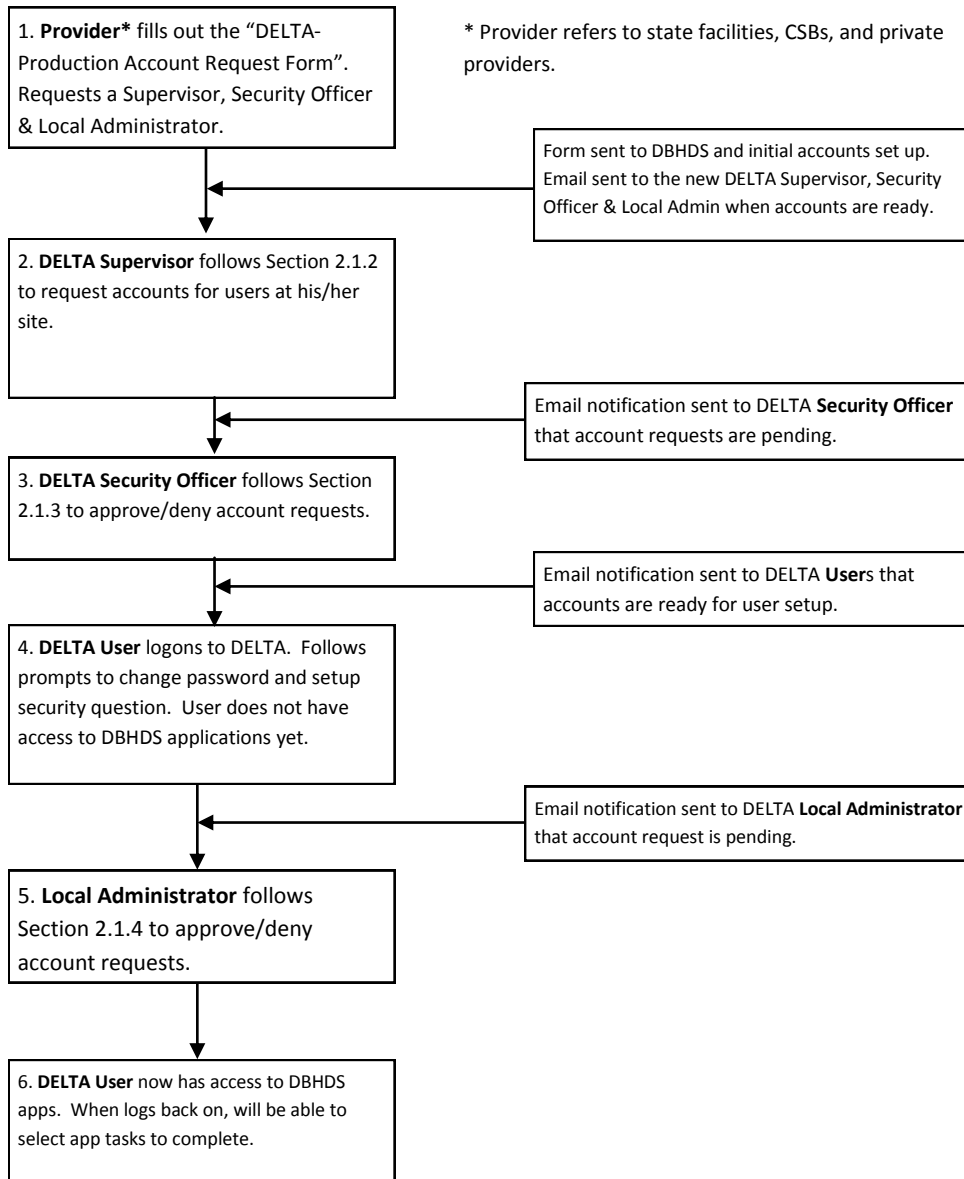 1. Provider* fills out the “DELTA-
Production Account Request Form”.
Requests a Supervisor, Security Officer
& Local Administrator.
* Provider refers to state facilities, CSBs, and private
providers.
Form sent to DBHDS and initial accounts set up.
Email sent to the new DELTA Supervisor, Security
Officer & Local Admin when accounts are ready.
2. DELTA Supervisor follows Section 2.1.2
to request accounts for users at his/her
site.
Email notification sent to DELTA Security Officer
that account requests are pending.
3. DELTA Security Officer follows Section
2.1.3 to approve/deny account requests.
Email notification sent to DELTA Users that
accounts are ready for user setup.
4. DELTA User logons to DELTA. Follows
prompts to change password and setup
security question. User does not have
access to DBHDS applications yet.
Email notification sent to DELTA Local Administrator
that account request is pending.
5. Local Administrator follows
Section 2.1.4 to approve/deny
account requests.
6. DELTA User now has access to DBHDS
apps. When logs back on, will be able to
select app tasks to complete.